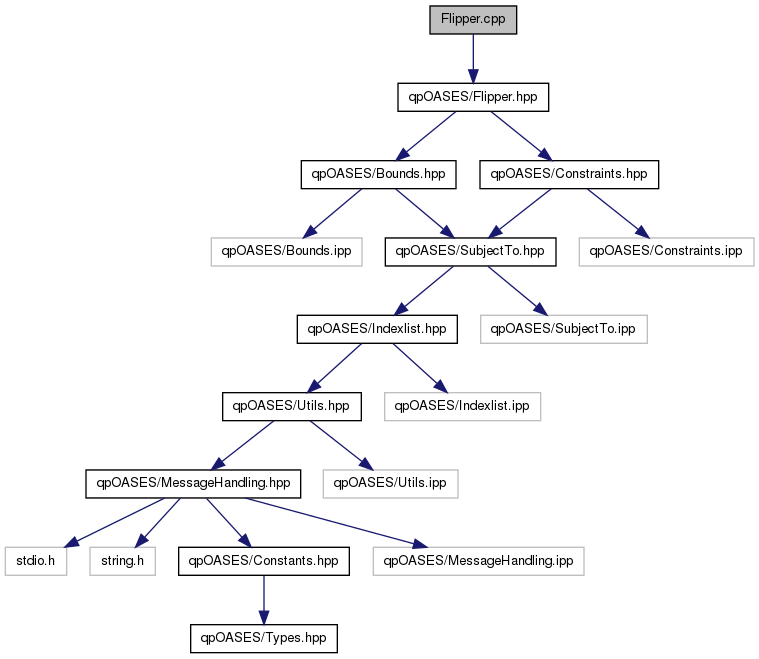 Flipper.cpp
qpOASES/Flipper.hpp
qpOASES/Bounds.hpp
qpOASES/Constraints.hpp
qpOASES/Bounds.ipp
qpOASES/SubjectTo.hpp
qpOASES/Constraints.ipp
qpOASES/Indexlist.hpp
qpOASES/SubjectTo.ipp
qpOASES/Utils.hpp
qpOASES/Indexlist.ipp
qpOASES/MessageHandling.hpp
qpOASES/Utils.ipp
stdio.h
string.h
qpOASES/Constants.hpp
qpOASES/MessageHandling.ipp
qpOASES/Types.hpp